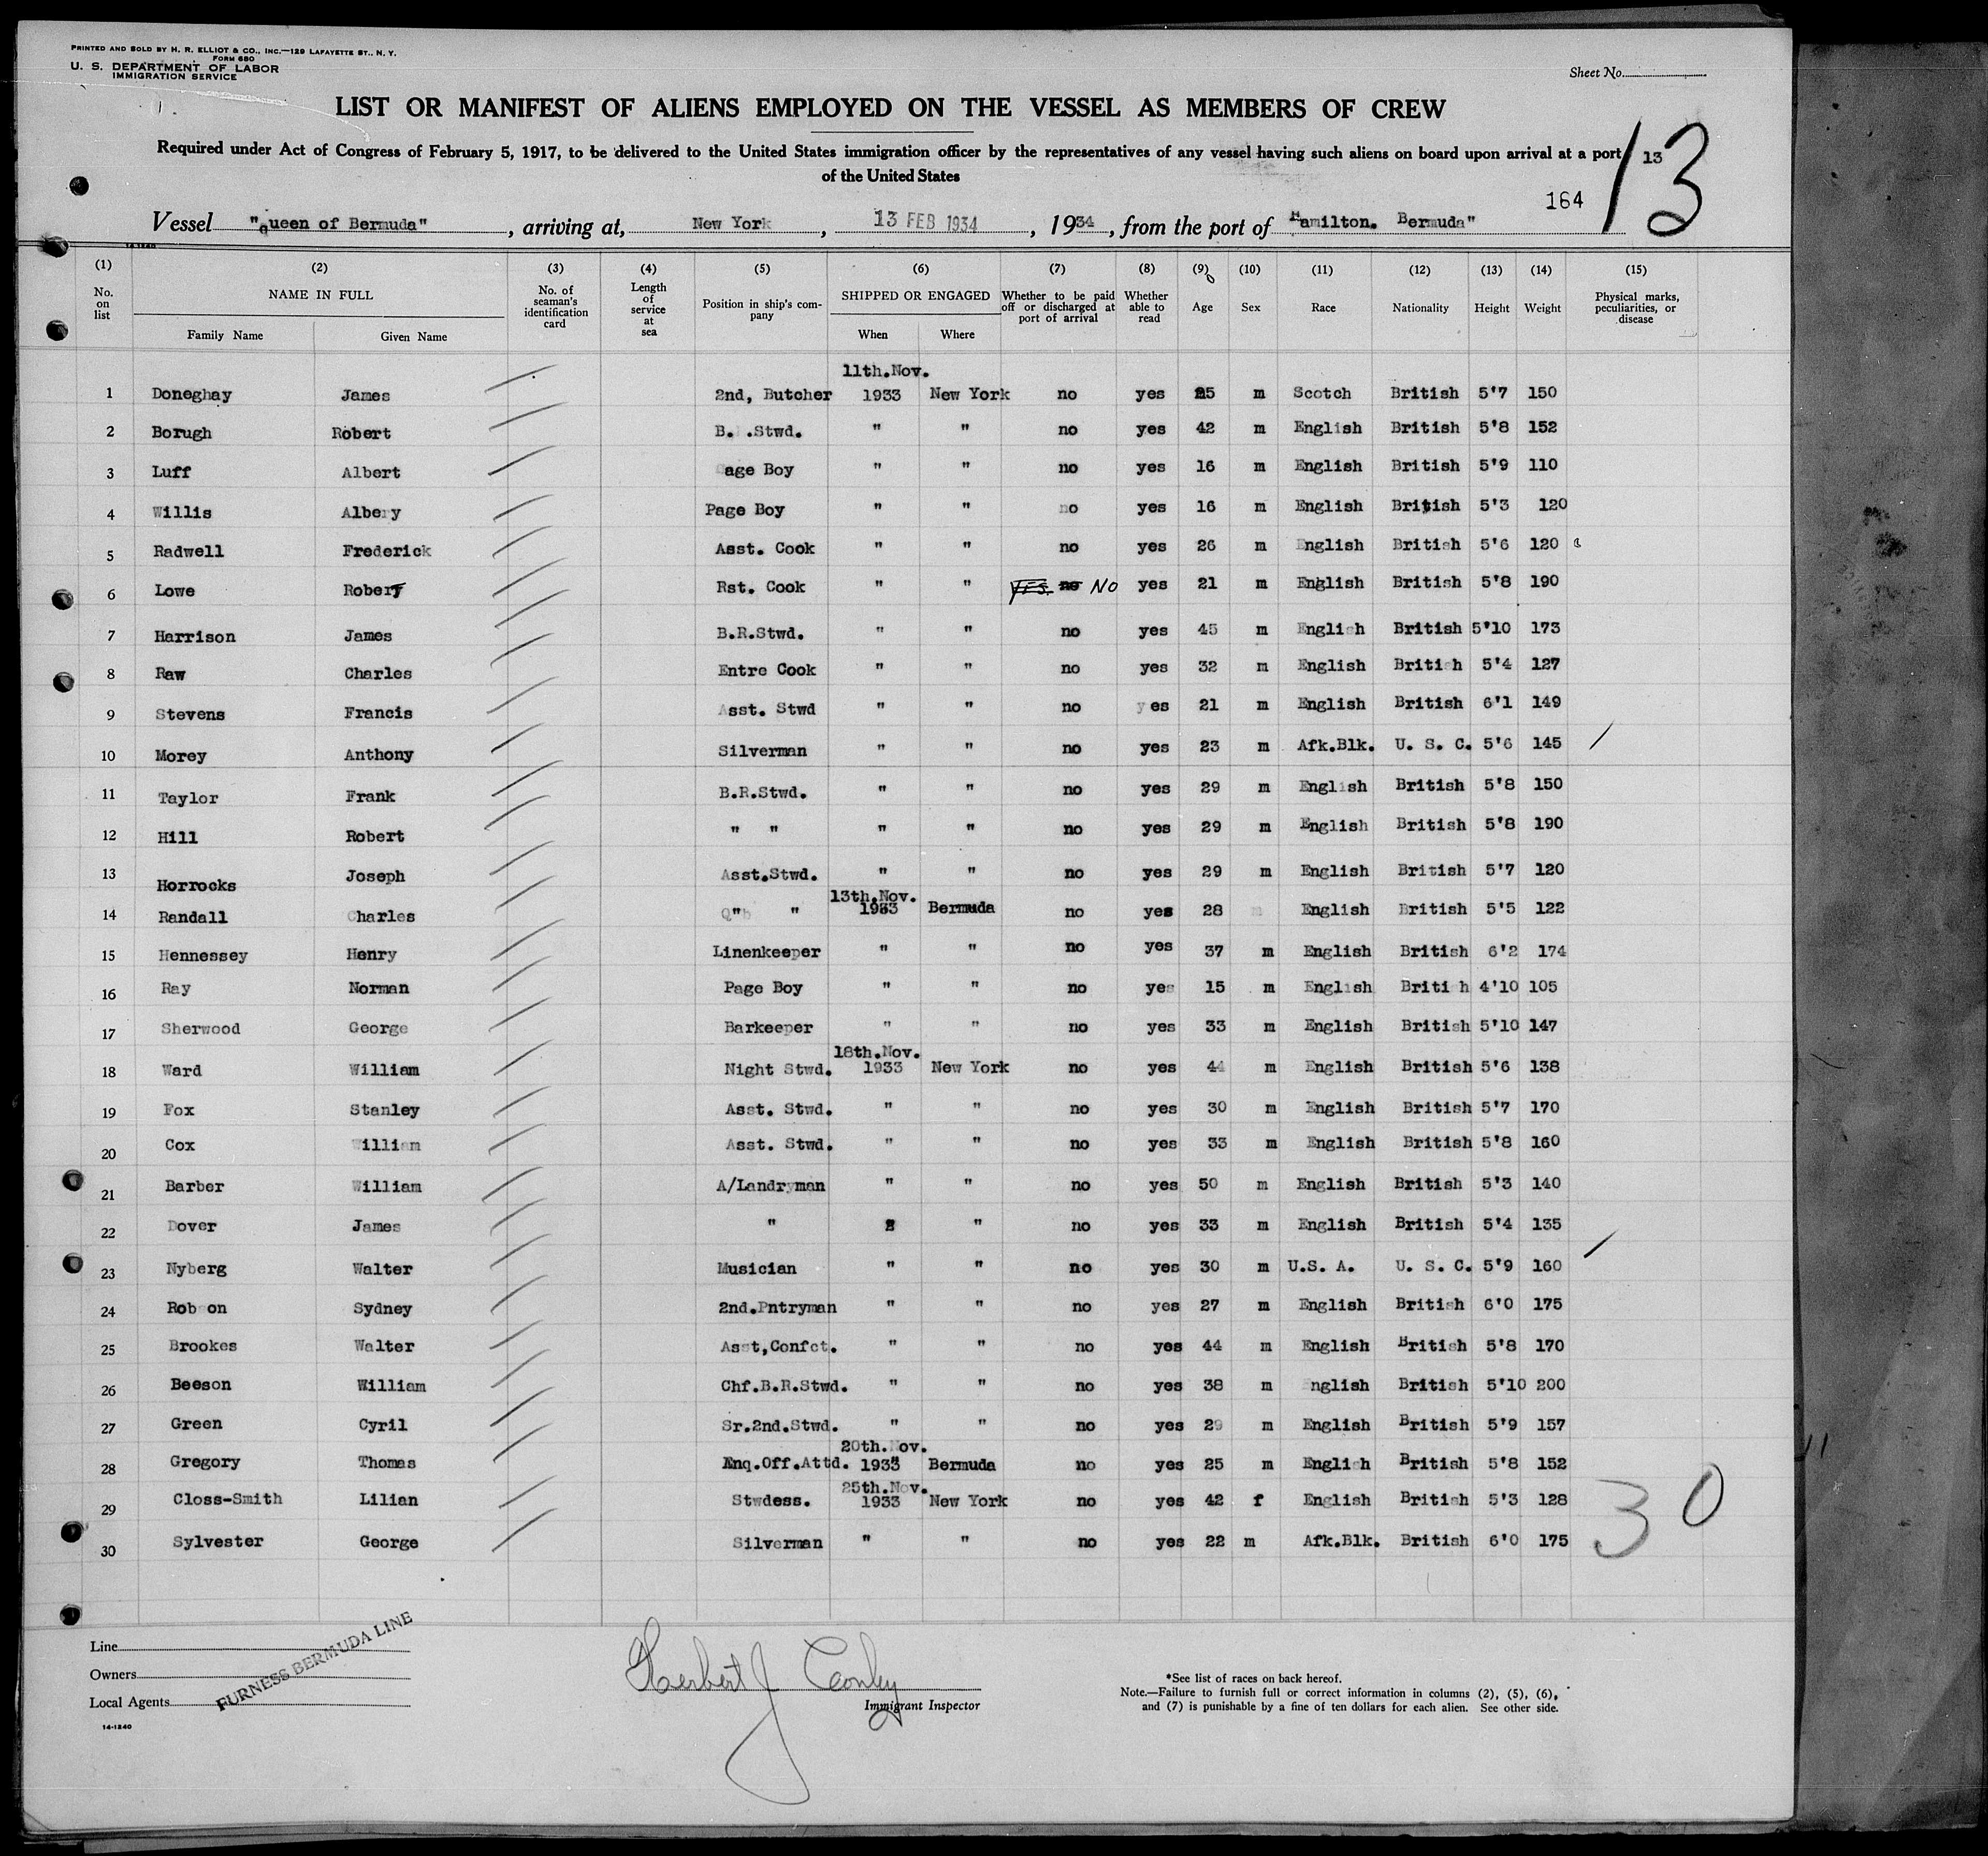 PRINTED AND SOLD BY H. R. ELLIOT & CO., INC.—129 LAFAYETTE ST., N. Y.
FORM 680
U. S. DEPARTMENT OF LABOR
IMMIGRATION SERVICE
Sheet No.
LIST OR MANIFEST OF ALIENS EMPLOYED ON THE VESSEL AS MEMBERS OF CREW
Required under Act of Congress of February 5, 1917, to be delivered to the United States immigration officer by the representatives of any vessel having such aliens on board upon arrival at a port
of the United States
13
13
164
Vessel "Queen of Bermuda" , arriving at, New York , 13 FEB 1934 , 1934 , from the port of Hamilton. Bermuda"
14-1240
(1) (2) (3) (4) (5) (6) (7) (8) (9) (10) (11) (12) (13) (14) (15)
No. on list NAME IN FULL Family Name Given Name No. of seaman's identification card Length of service at sea Position in ship's company SHIPPED OR ENGAGED When Where Whether to be paid off or discharged at port of arrival Whether able to read Age Sex Race Nationality Height Weight Physical marks, peculiarities, or disease
11th.Nov.
1 Doneghay James 2nd, Butcher 1933 New York no yes 25 m Scotch British 5'7 150
2 Borugh Robert B. .Stwd. " " no yes 42 m English British 5'8 152
3 Luff Albert age Boy " " no yes 16 m English British 5'9 110
4 Willis Albery Page Boy " " no yes 16 m English British 5'3 120
5 Radwell Frederick Asst. Cook " " no yes 26 m English British 5'6 120
6 Lowe Robert Rst. Cook " " yes. no NO yes 21 m English British 5'8 190
7 Harrison James B.R.Stwd. " " no yes 45 m English British 5'10 173
8 Raw Charles Entre Cook " " no yes 32 m English British 5'4 127
9 Stevens Francis Asst. Stwd " " no yes 21 m English British 6'1 149
10 Morey Anthony Silverman " " no yes 23 m Afk.Blk. U. S. C. 5'6 145
11 Taylor Frank B.R.Stwd. " " no yes 29 m English British 5'8 150
12 Hill Robert " " " " no yes 29 m English British 5'8 190
13 Horrocks Joseph Asst.Stwd. " " no yes 29 m English British 5'7 120
13th.Nov.
14 Randall Charles " " 1933 Bermuda no yes 28 m English British 5'5 122
15 Hennessey Henry Linenkeeper " " no yes 37 m English British 6'2 174
16 Ray Norman Page Boy " " no yes 15 m English British 4'10 105
17 Sherwood George Barkeeper " " no yes 33 m English British 5'10 147
18th.Nov.
18 Ward William Night Stwd. 1933 New York no yes 44 m English British 5'6 138
19 Fox Stanley Asst. Stwd. " " no yes 30 m English British 5'7 170
20 Cox William Asst. Stwd. " " no yes 33 m English British 5'8 160
21 Barber William A/Landryman " " no yes 50 m English British 5'3 140
22 Dover James " " " no yes 33 m English British 5'4 135
23 Nyberg Walter Musician " " no yes 30 m U.S. A. U. S. C. 5'9 160
24 Robson Sydney 2nd.Pntryman " " no yes 27 m English British 6'0 175
25 Brookes Walter Asst,Confct. " " no yes 44 m English British 5'8 170
26 Beeson William Chf.B.R.Stwd. " " no yes 38 m English British 5'10 200
27 Green Cyril Sr.2nd.Stwd. " " no yes 29 m English British 5'9 157
20th.Nov.
28 Gregory Thomas Enq.Off.Attd. 1933 Bermuda no yes 25 m English British 5'8 152
25th.Nov.
29 Closs-Smith Lilian Stwdess. 1933 New York no yes 42 f English British 5'3 128
30 Sylvester George Silverman " " no yes 22 m Afk.Blk. British 6'0 175
30
Line
Owners
Local Agents
FURNESS BERMUDA LINE
14-1240
Herbert J Conley
Immigrant Inspector
*See list of races on back hereof.
Note.—Failure to furnish full or correct information in columns (2), (5), (6),
and (7) is punishable by a fine of ten dollars for each alien. See other side.